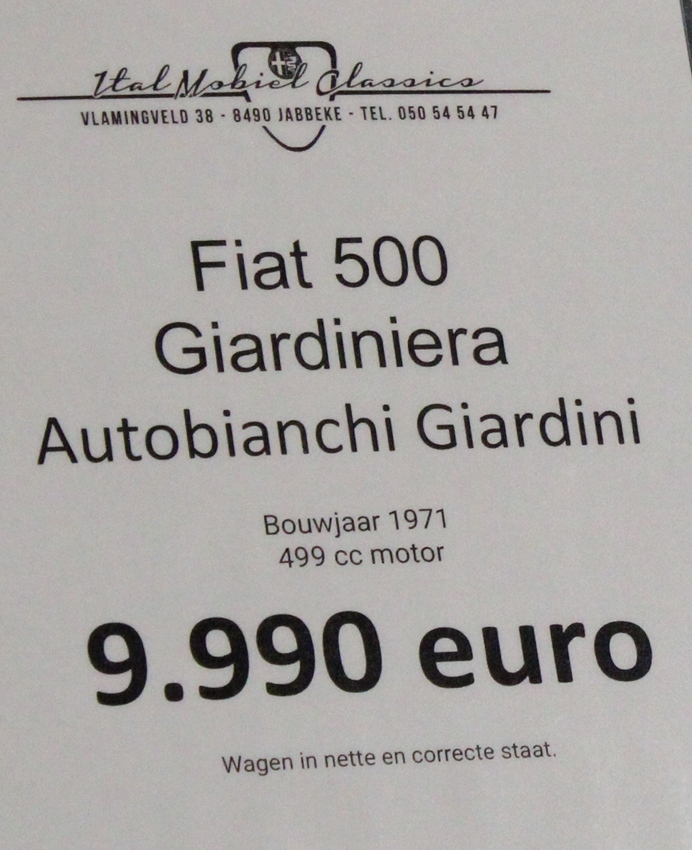 Ital Mobiel Classics
VLAMINGVELD 38 - 8490 JABBEKE - TEL. 050 54 54 47
Fiat 500
Giardiniera
Autobianchi Giardini
Bouwjaar 1971
499 cc motor
9.990 euro
Wagen in nette en correcte staat.